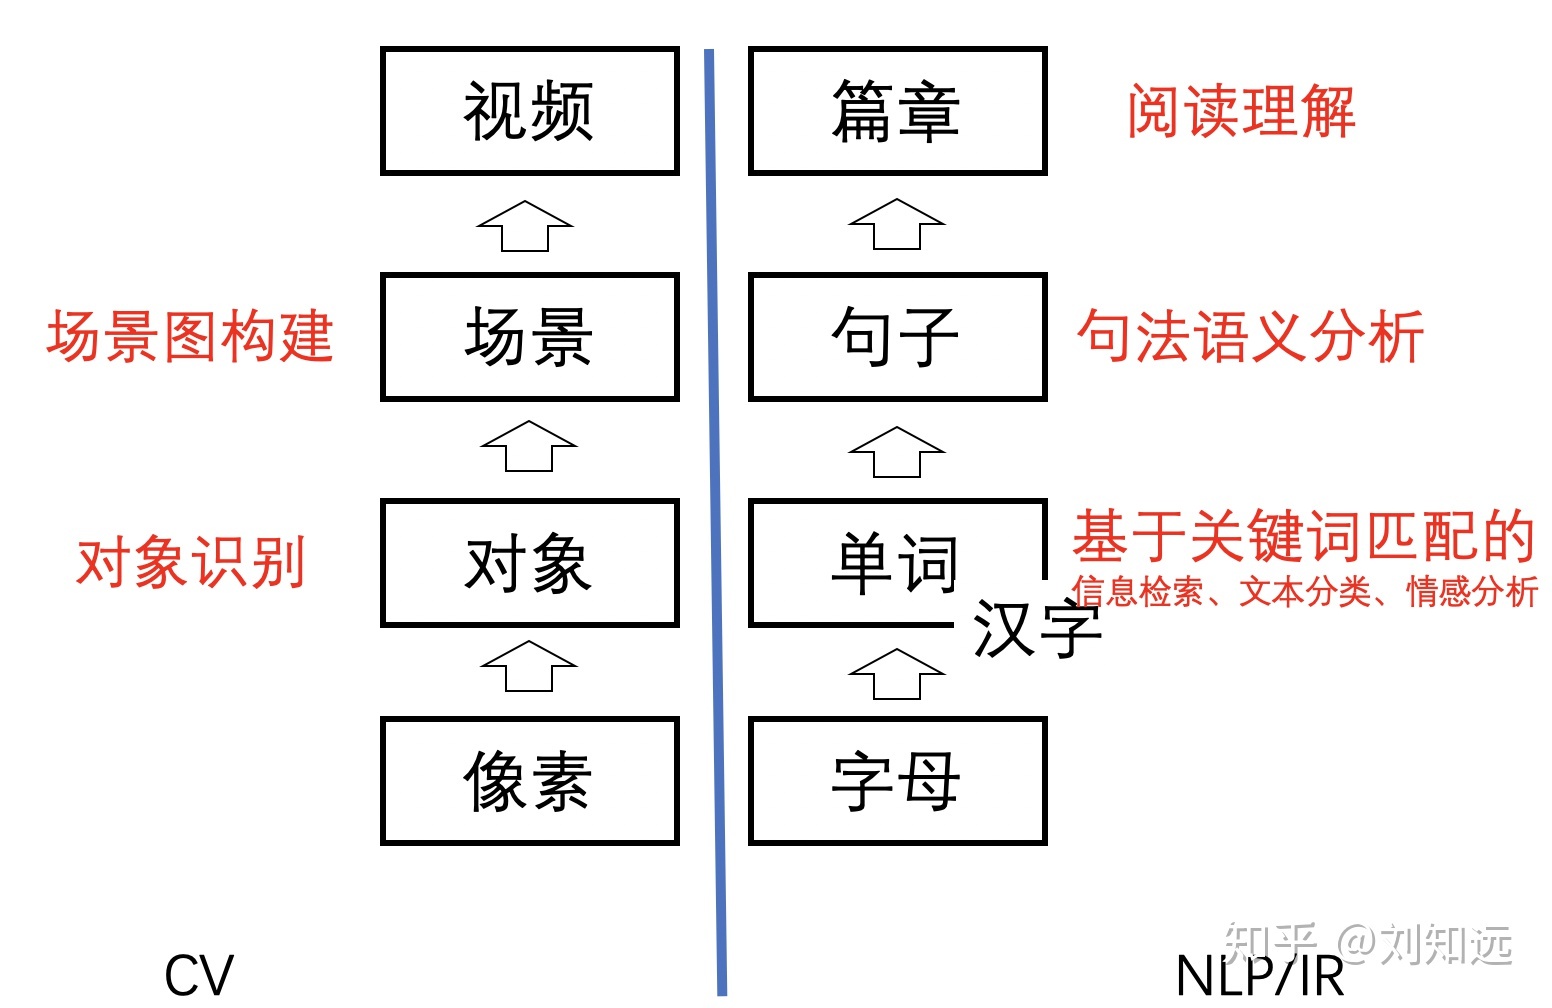 视频
篇章
阅读理解
场景图构建
场景
句子
句法语义分析
对象识别
对象
单词
基于关键词匹配的
信息检索、文本分类、情感分析
汉字
像素
字母
知乎 @刘知远
CV
NLP/IR